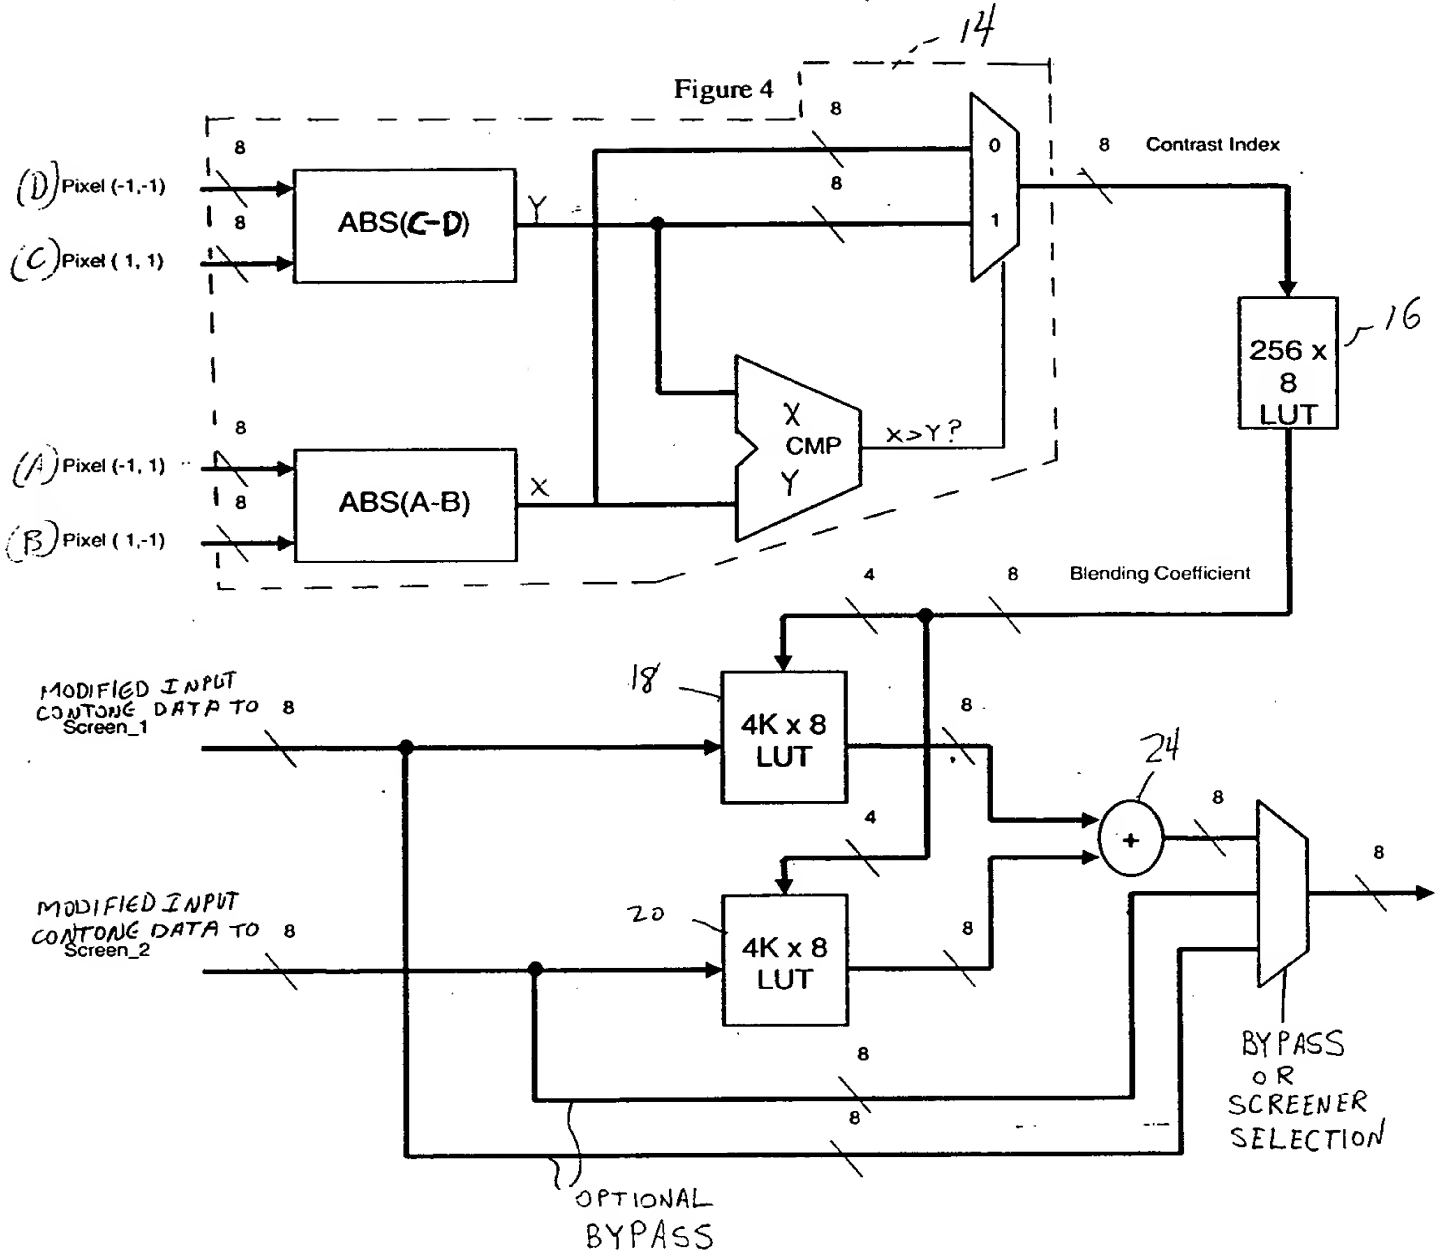 14
Figure 4
8
8
8
0
8
Contrast Index
(D) Pixel (-1,-1)
ABS(C-D)
Y
8
8
1
(C) Pixel ( 1, 1)
16
256 x
8
LUT
X
CMP
Y
X>Y?
8
(A) Pixel (-1, 1)
ABS(A-B)
X
8
(B) Pixel ( 1,-1)
4
8
Blending Coefficient
MODIFIED INPUT
CONTONE DATA TO
Screen_1
8
18
4K x 8
LUT
8
24
+
8
8
4
MODIFIED INPUT
CONTONE DATA TO
Screen_2
8
20
4K x 8
LUT
8
BYPASS
OR
SCREENER
SELECTION
8
8
OPTIONAL
BYPASS